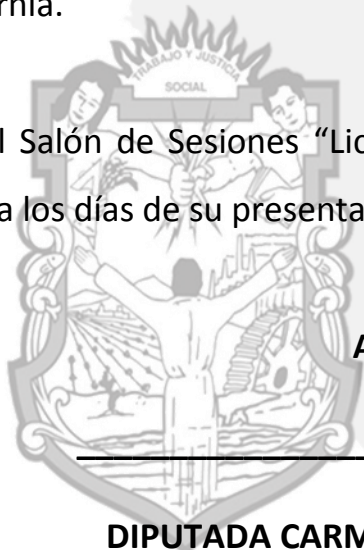 rnia.
TRABAJO Y JUSTICIA
SOCIAL
l Salón de Sesiones “Lic
a los días de su presenta
A
DIPUTADA CARM